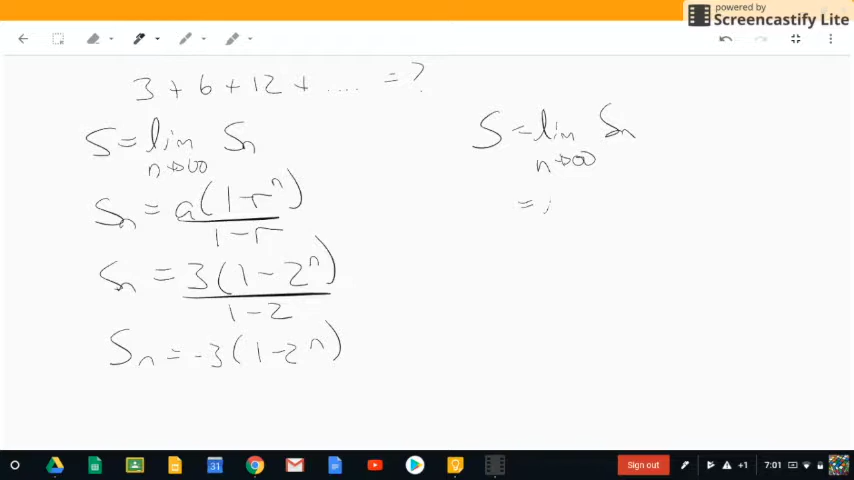 powered by
Screencastify Lite
3 + 6 + 12 + .... = ?
S = lim Sn
n→∞
Sn = a(1-r^n)
1-r
Sn = 3(1-2^n)
1-2
Sn = -3(1-2^n)
S = lim Sn
n→∞
=
31
Sign out
+1
7:01